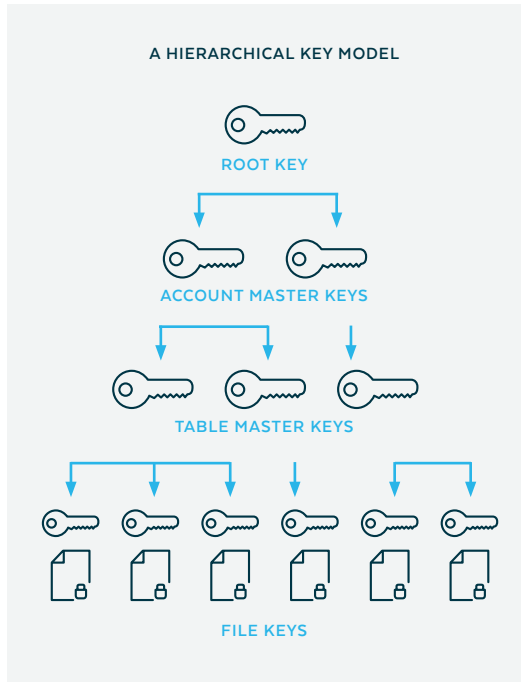 A HIERARCHICAL KEY MODEL
ROOT KEY
ACCOUNT MASTER KEYS
TABLE MASTER KEYS
FILE KEYS